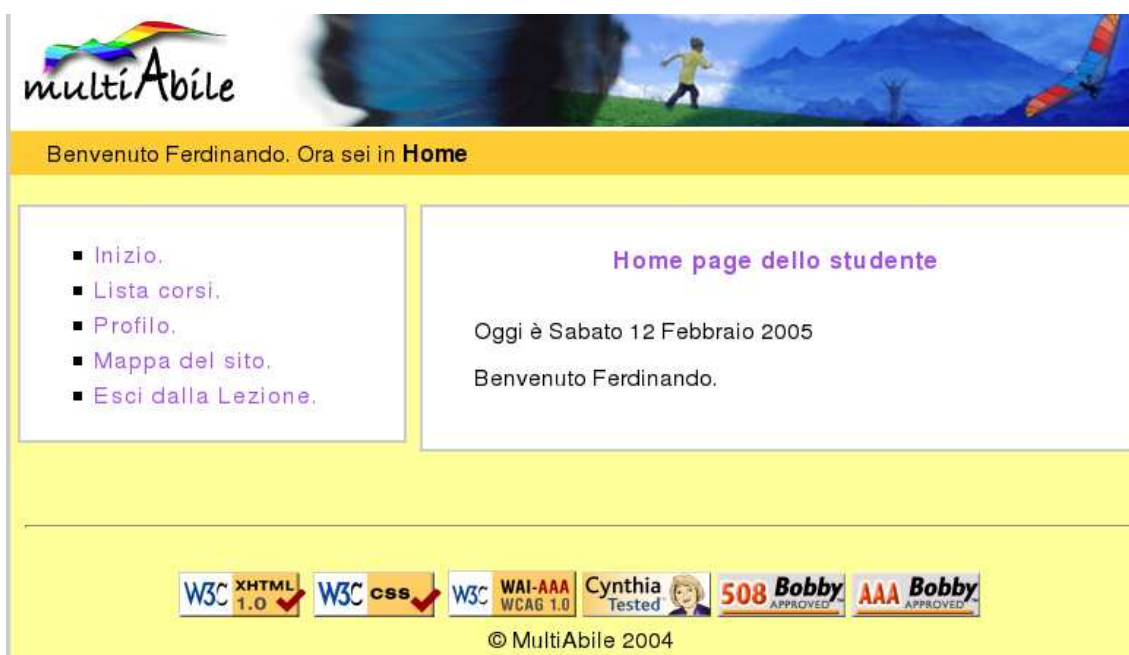 multiAbile
Benvenuto Ferdinando. Ora sei in Home
Inizio.
Lista corsi.
Profilo.
Mappa del sito.
Esci dalla Lezione.
Home page dello studente
Oggi è Sabato 12 Febbraio 2005
Benvenuto Ferdinando.
W3C XHTML 1.0
W3C css
W3C WAI-AAA WCAG 1.0
Cynthia Tested
508 Bobby APPROVED
AAA Bobby APPROVED
© MultiAbile 2004